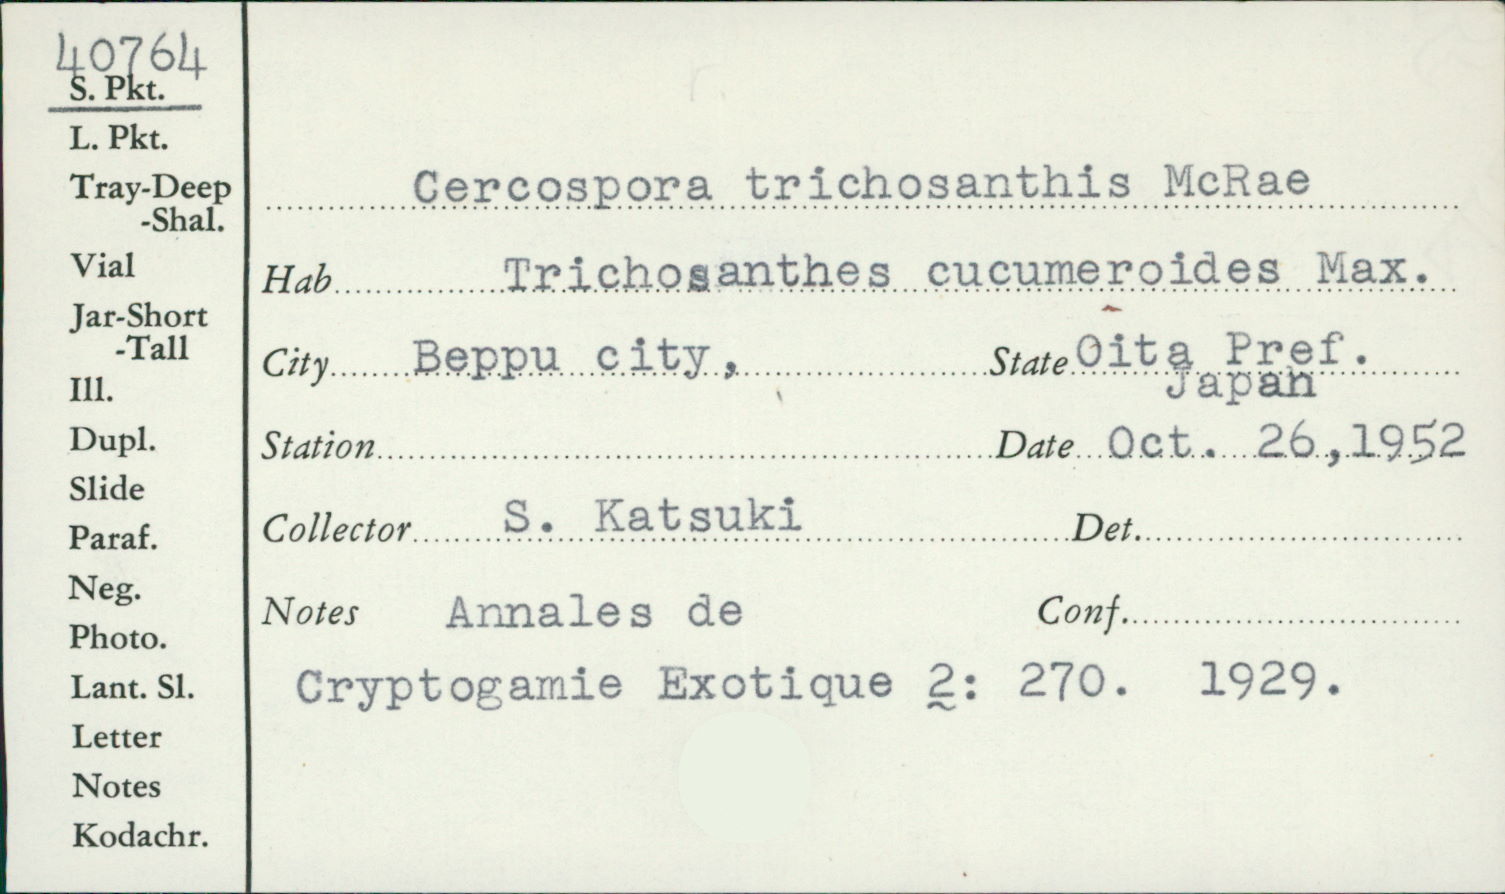 40764
S. Pkt.
L. Pkt.
Tray-Deep
-Shal.
Vial
Jar-Short
-Tall
Ill.
Dupl.
Slide
Paraf.
Neg.
Photo.
Lant. Sl.
Letter
Notes
Kodachr.
Cercospora trichosanthis McRae
Hab Trichosanthes cucumeroides Max.
City Beppu city, State Oita Pref.
Japan
Station Date Oct. 26,1952
Collector S. Katsuki Det.
Notes Annales de Conf.
Cryptogamie Exotique 2: 270. 1929.